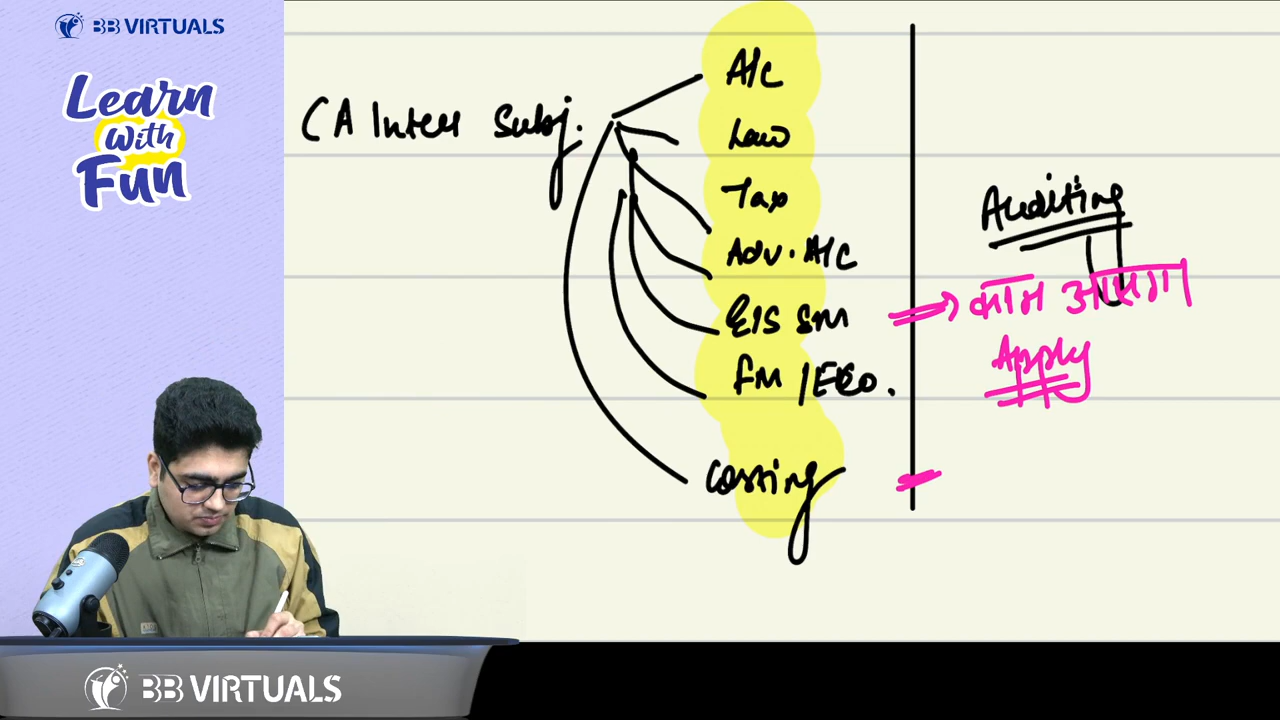 BB VIRTUALS
Learn
With
Fun
CA Inter Subj.
A/C
Law
Tax
Adv. A/C
EIS SM
FM / ECO.
Costing
Auditing
काम आएगा
Apply
BB VIRTUALS